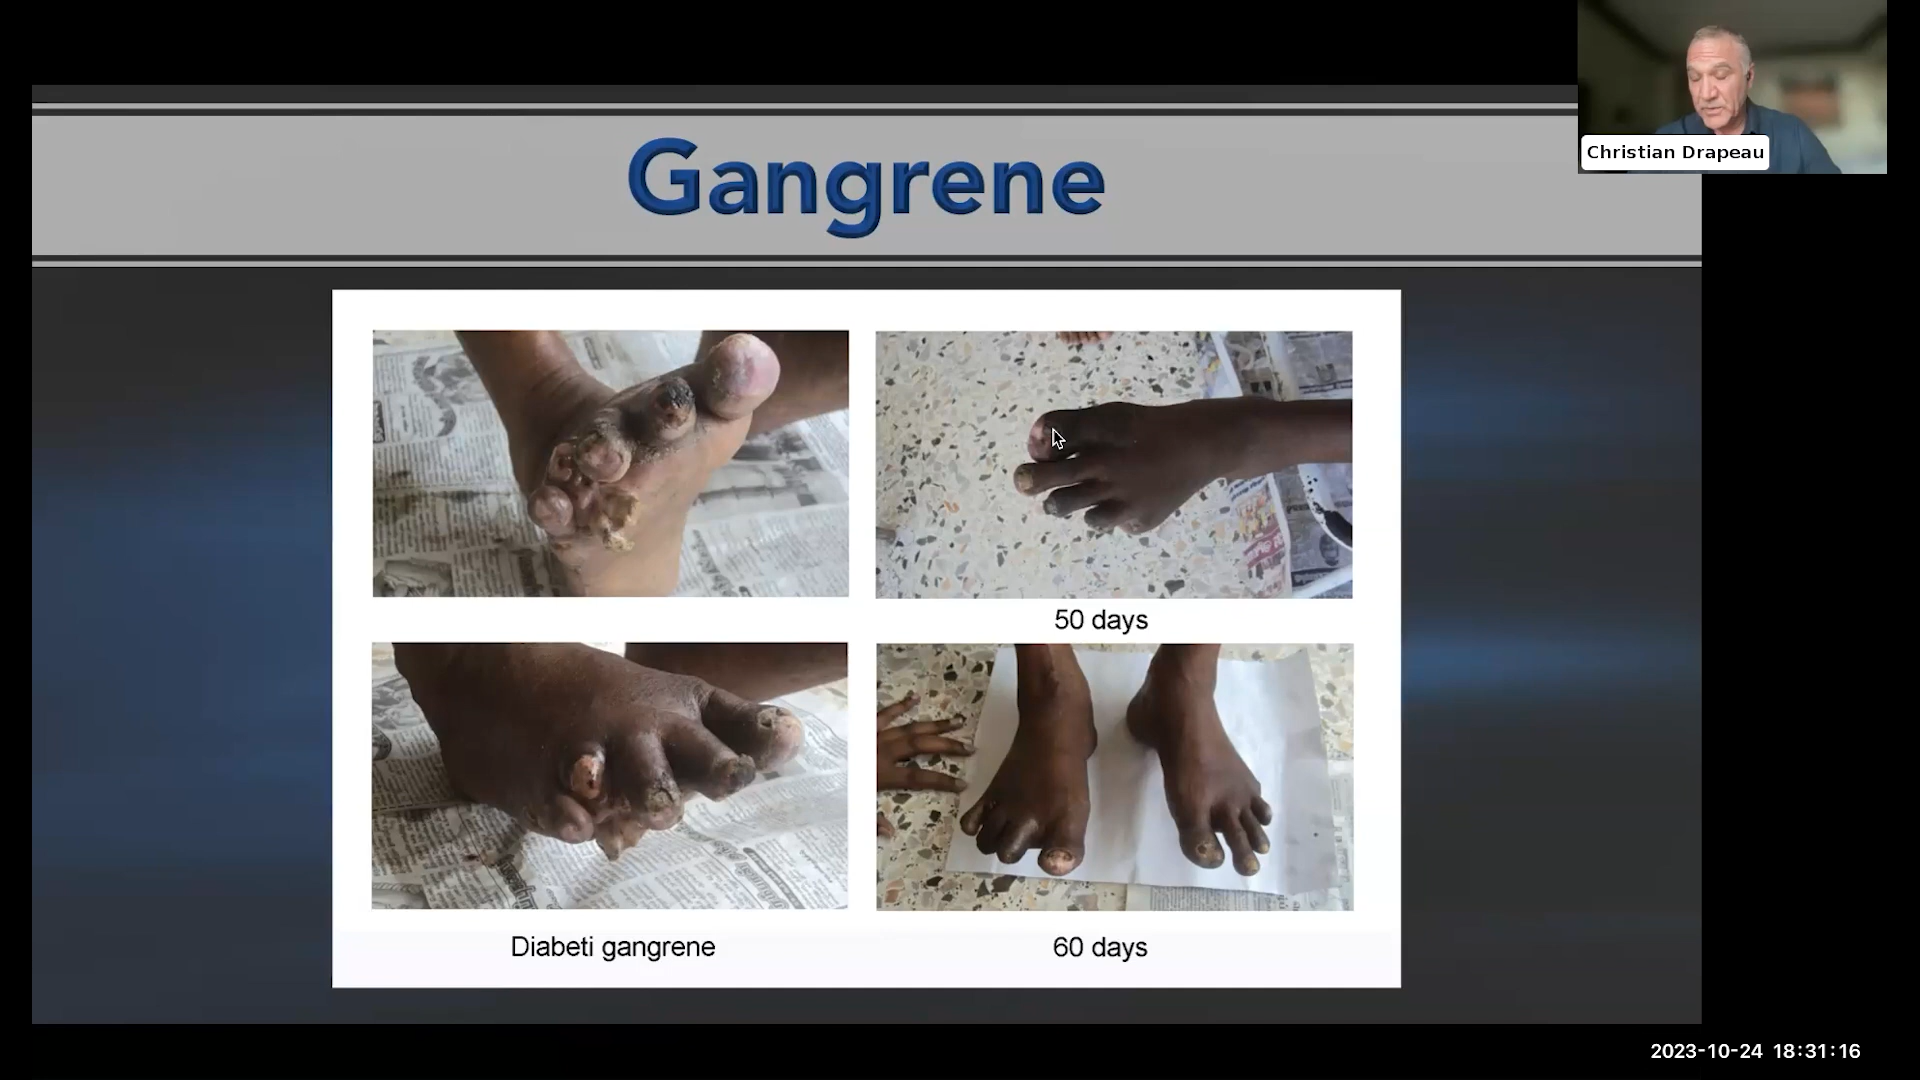 Christian Drapeau
Gangrene
50 days
Diabeti gangrene
60 days
2023-10-24 18:31:16